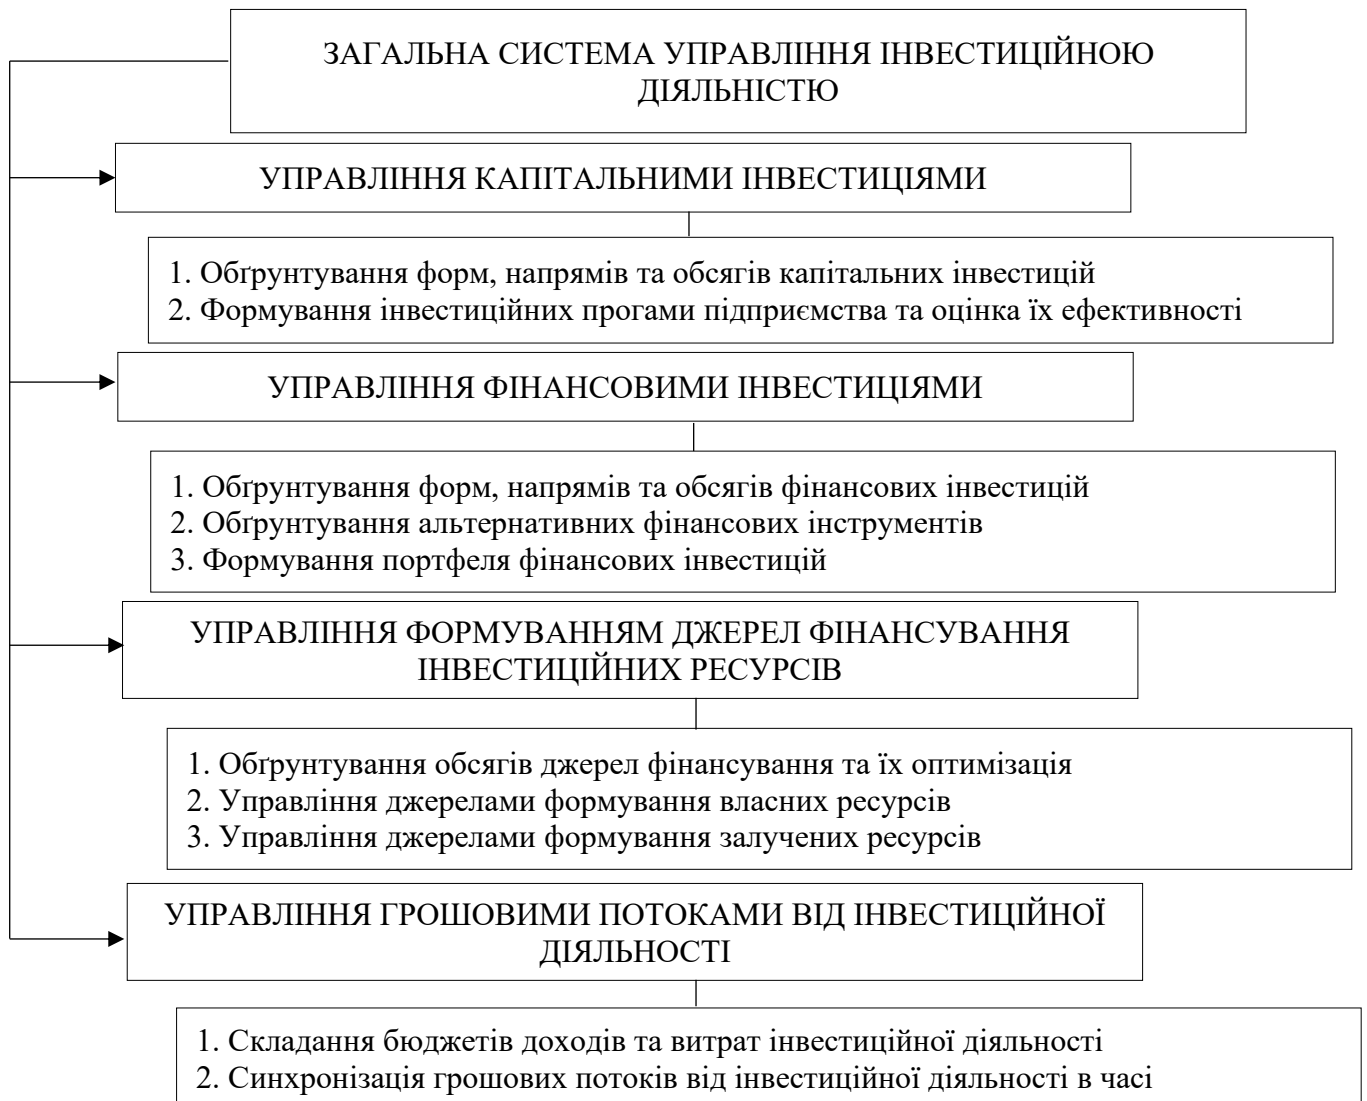 ЗАГАЛЬНА СИСТЕМА УПРАВЛІННЯ ІНВЕСТИЦІЙНОЮ
ДІЯЛЬНІСТЮ
УПРАВЛІННЯ КАПІТАЛЬНИМИ ІНВЕСТИЦІЯМИ
1. Обґрунтування форм, напрямів та обсягів капітальних інвестицій
2. Формування інвестиційних прогами підприємства та оцінка їх ефективності
УПРАВЛІННЯ ФІНАНСОВИМИ ІНВЕСТИЦІЯМИ
1. Обґрунтування форм, напрямів та обсягів фінансових інвестицій
2. Обґрунтування альтернативних фінансових інструментів
3. Формування портфеля фінансових інвестицій
УПРАВЛІННЯ ФОРМУВАННЯМ ДЖЕРЕЛ ФІНАНСУВАННЯ
ІНВЕСТИЦІЙНИХ РЕСУРСІВ
1. Обґрунтування обсягів джерел фінансування та їх оптимізація
2. Управління джерелами формування власних ресурсів
3. Управління джерелами формування залучених ресурсів
УПРАВЛІННЯ ГРОШОВИМИ ПОТОКАМИ ВІД ІНВЕСТИЦІЙНОЇ
ДІЯЛЬНОСТІ
1. Складання бюджетів доходів та витрат інвестиційної діяльності
2. Синхронізація грошових потоків від інвестиційної діяльності в часі